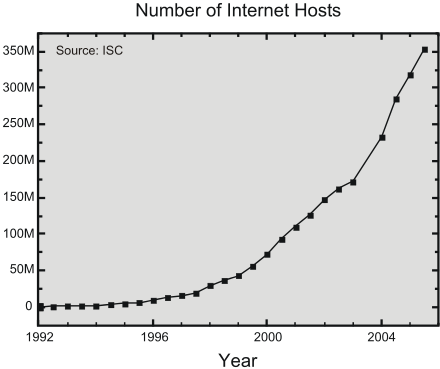 Number of Internet Hosts
Source: ISC
350M
300M
250M
200M
150M
100M
50M
0
1992 1996 2000 2004
Year